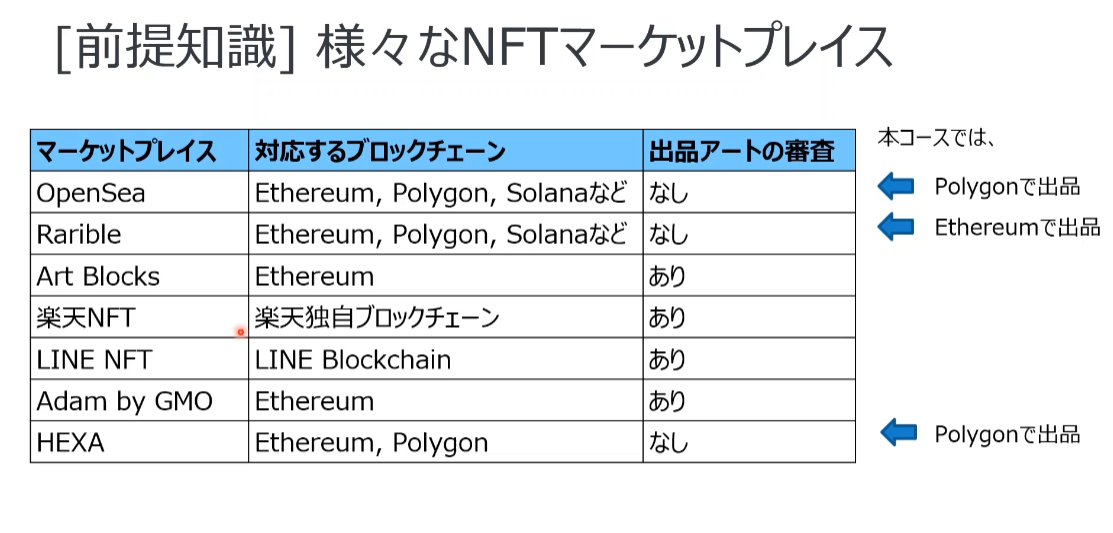 [前提知識] 様々なNFTマーケットプレイス
本コースでは、
マーケットプレイス 対応するブロックチェーン 出品アートの審査
OpenSea Ethereum, Polygon, Solanaなど なし Polygonで出品
Rarible Ethereum, Polygon, Solanaなど なし Ethereumで出品
Art Blocks Ethereum あり
楽天NFT 楽天独自ブロックチェーン あり
LINE NFT LINE Blockchain あり
Adam by GMO Ethereum あり
HEXA Ethereum, Polygon なし Polygonで出品